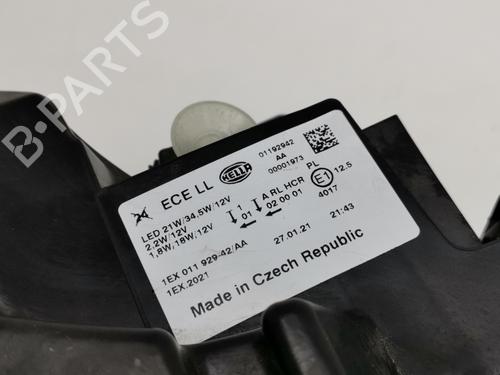 B-PARTS
ECE LL
HELLA
01192942
AA
00001973
LED 21W/34.5W/12V
2.2W/12V
1.8W/18W/12V
1
01
A RL HCR
02 00 01
PL
E1
12.5
4017
1EX 011 929-42/AA
27.01.21
21:43
1EX.2021
Made in Czech Republic